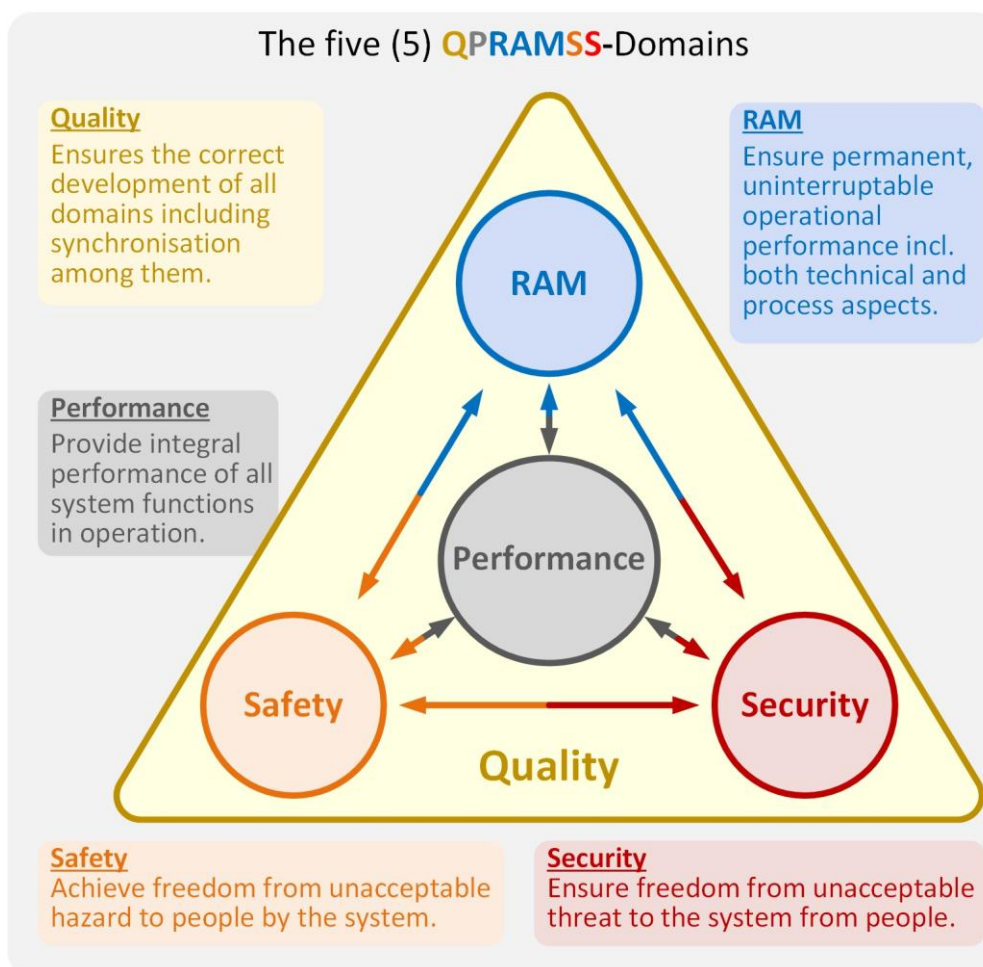 The five (5) QPRAMSS-Domains
Quality
Ensures the correct
development of all
domains including
synchronisation
among them.
RAM
Ensure permanent,
uninterruptable
operational
performance incl.
both technical and
process aspects.
RAM
Performance
Provide integral
performance of all
system functions
in operation.
Performance
Safety
Security
Quality
Safety
Achieve freedom from unacceptable
hazard to people by the system.
Security
Ensure freedom from unacceptable
threat to the system from people.